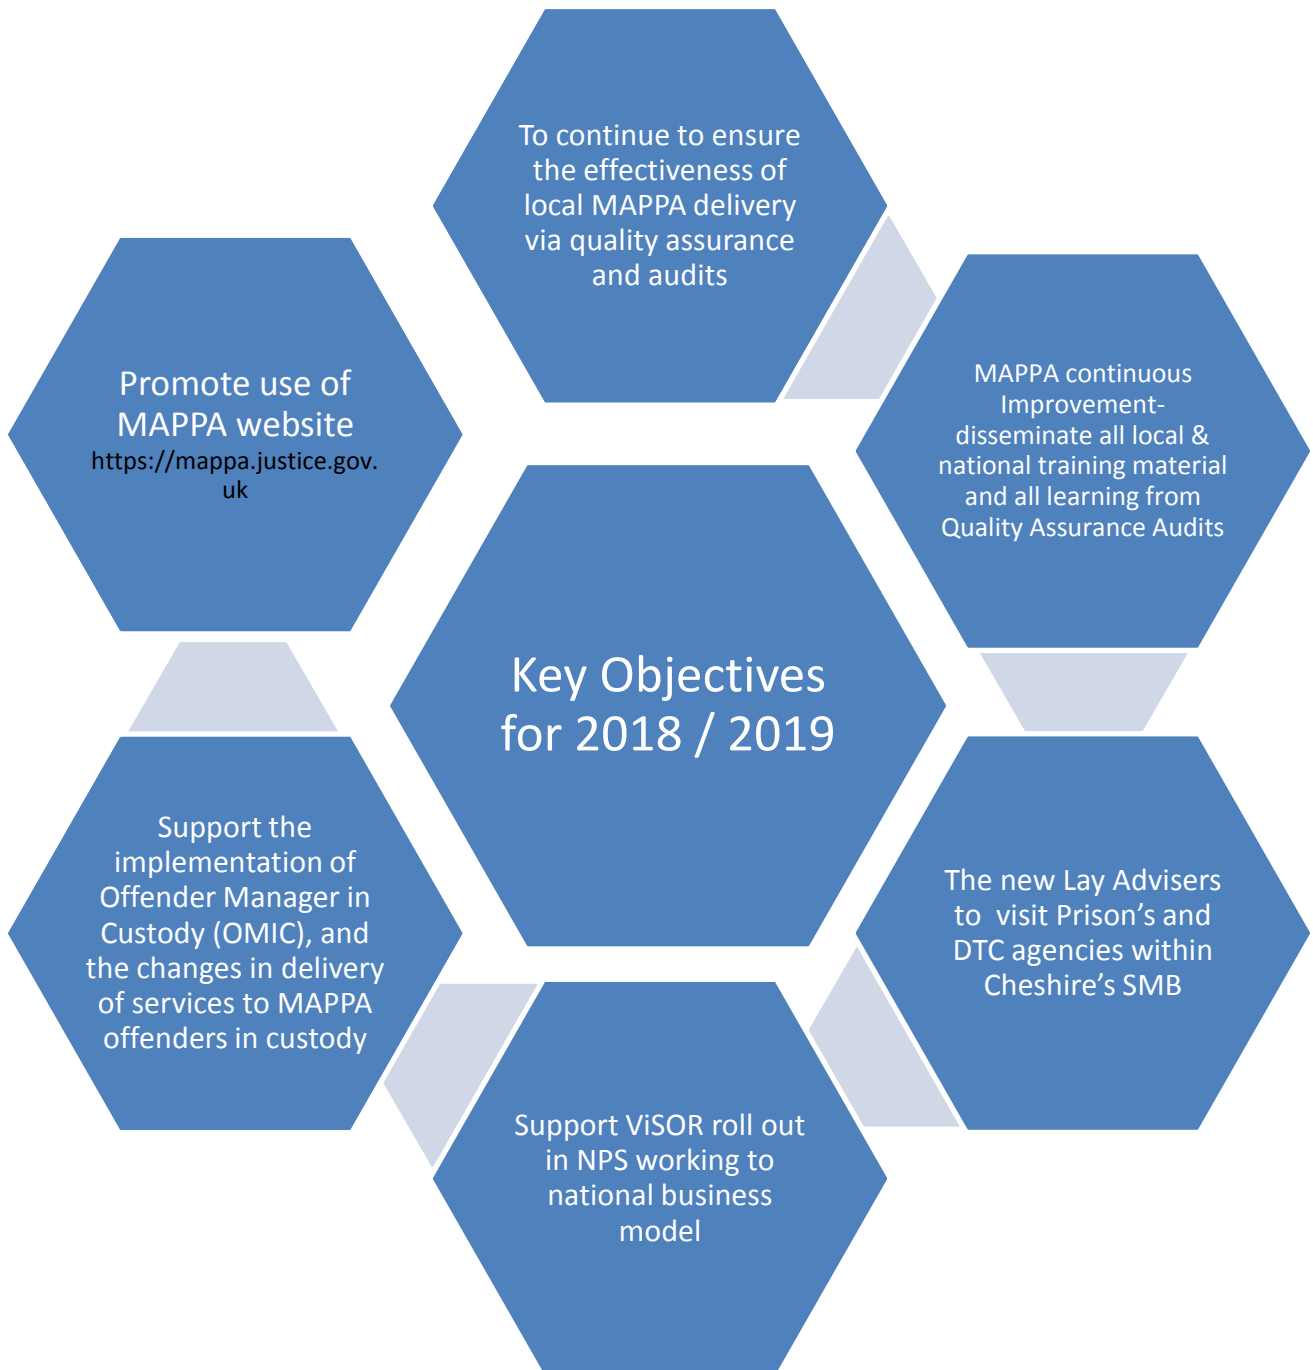 To continue to ensure
the effectiveness of
local MAPPA delivery
via quality assurance
and audits
MAPPA continuous
Improvement-
disseminate all local &
national training material
and all learning from
Quality Assurance Audits
The new Lay Advisers
to  visit Prison's and
DTC agencies within
Cheshire's SMB
Support ViSOR roll out
in NPS working to
national business
model
Support the
implementation of
Offender Manager in
Custody (OMIC), and
the changes in delivery
of services to MAPPA
offenders in custody
Promote use of
MAPPA website
https://mappa.justice.gov.
uk
Key Objectives
for 2018 / 2019